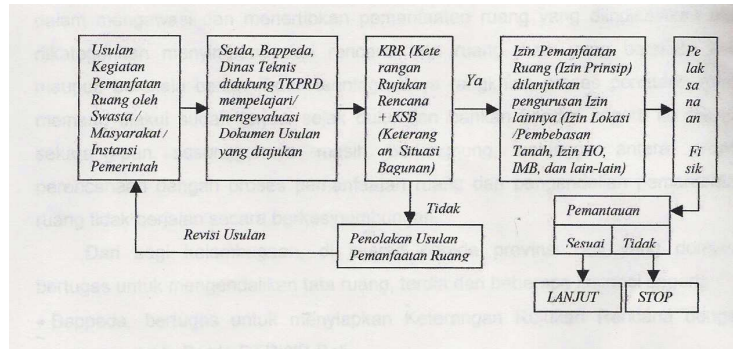 Usulan
Kegiatan
Pemanfatan
Ruang oleh
Swasta /
Masyarakat /
Instansi
Pemerintah
Setda, Bappeda,
Dinas Teknis
didukung TKPRD
mempelajari/
mengevaluasi
Dokumen Usulan
yang diajukan
KRR (Kete
rangan
Rujukan
Rencana
+ KSB
(Keterang
an Situasi
Bagunan)
Ya
Izin Pemanfaatan
Ruang (Izin Prinsip)
dilanjutkan
pengurusan Izin
lainnya (Izin Lokasi
/Pembebasan
Tanah, Izin HO,
IMB, dan lain-lain)
Pe
lak
sa
na
an
Fi
sik
Tidak
Revisi Usulan
Penolakan Usulan
Pemanfaatan Ruang
Pemantauan
Sesuai
Tidak
LANJUT
STOP